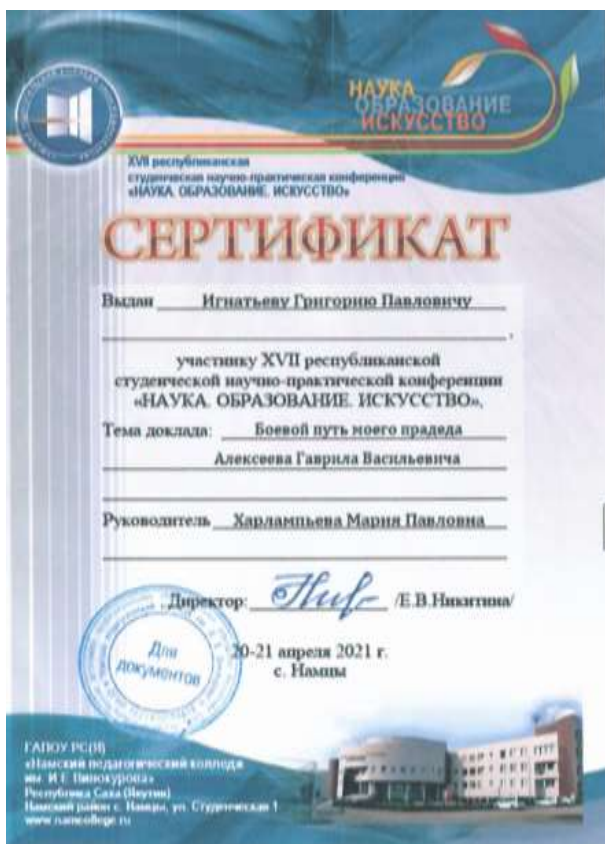 НАУКА
ОБРАЗОВАНИЕ
ИСКУССТВО
XVII республиканская
студенческая научно-практическая конференция
«НАУКА. ОБРАЗОВАНИЕ. ИСКУССТВО»
СЕРТИФИКАТ
Выдан Игнатьеву Григорию Павловичу
,
участнику XVII республиканской
студенческой научно-практической конференции
«НАУКА. ОБРАЗОВАНИЕ. ИСКУССТВО»,
Тема доклада: Боевой путь моего прадеда
Алексеева Гаврила Васильевича
Руководитель Харлампьева Мария Павловна
Директор: /Е.В.Никитина/
Для
документов
20-21 апреля 2021 г.
с. Намцы
ГАПОУ РС(Я)
«Намский педагогический колледж
им. И.Е. Винокурова»
Республика Саха (Якутия)
Намский район с. Намцы, ул. Студенческая 1
www.namcollege.ru